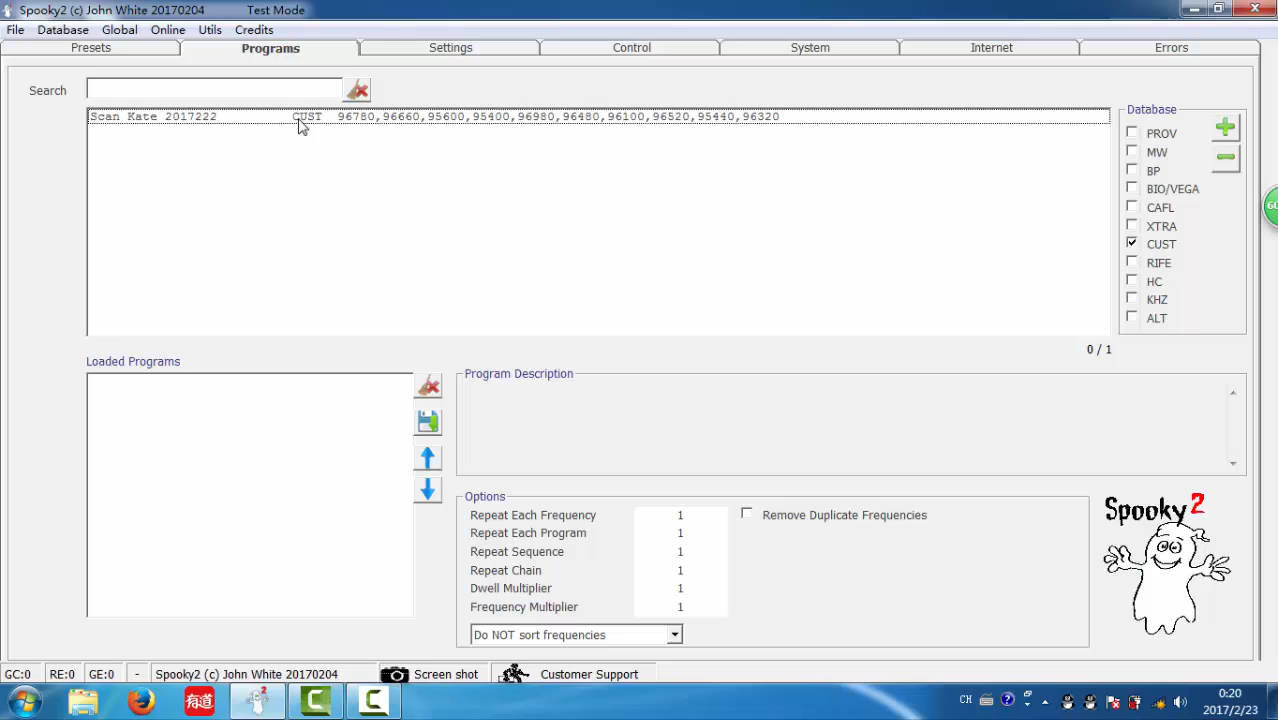 Spooky2 (c) John White 20170204 Test Mode
File Database Global Online Utils Credits
Presets Programs Settings Control System Internet Errors
Search
Scan Kate 2017222 CUST 96780,96660,95600,95400,96980,96480,96100,96520,95440,96320
Database
PROV
MW
BP
BIO/VEGA
CAFL
XTRA
CUST
RIFE
HC
KHZ
ALT
0 / 1
Loaded Programs
Program Description
Options
Repeat Each Frequency 1
Remove Duplicate Frequencies
Repeat Each Program 1
Repeat Sequence 1
Repeat Chain 1
Dwell Multiplier 1
Frequency Multiplier 1
Do NOT sort frequencies
Spooky2
GC:0 RE:0 GE:0 - Spooky2 (c) John White 20170204 Screen shot Customer Support
有道
2
CH
0:20
2017/2/23
60